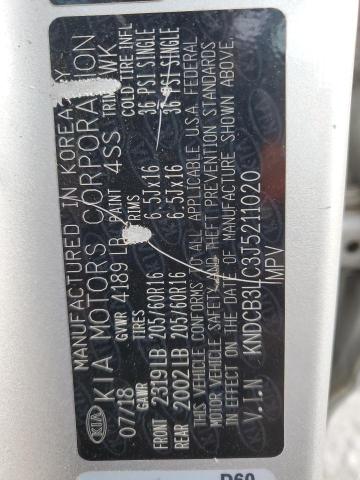 MANUFACTURED IN KOREA BY
KIA KIA MOTORS CORPORATION
07/18 GVWR 4189 LB PAINT 4SS TRIM WK
GAWR TIRES RIMS COLD TIRE INFL
FRONT 2319 LB 205/60R16 6.5JX16 36 PSI SINGLE
REAR 2002 LB 205/60R16 6.5JX16 36 PSI SINGLE
THIS VEHICLE CONFORMS TO ALL APPLICABLE U.S.A. FEDERAL
MOTOR VEHICLE SAFETY AND THEFT PREVENTION STANDARDS
IN EFFECT ON THE DATE OF MANUFACTURE SHOWN ABOVE.
V.I.N KNDCB3LC3J5211020
MPV
D60